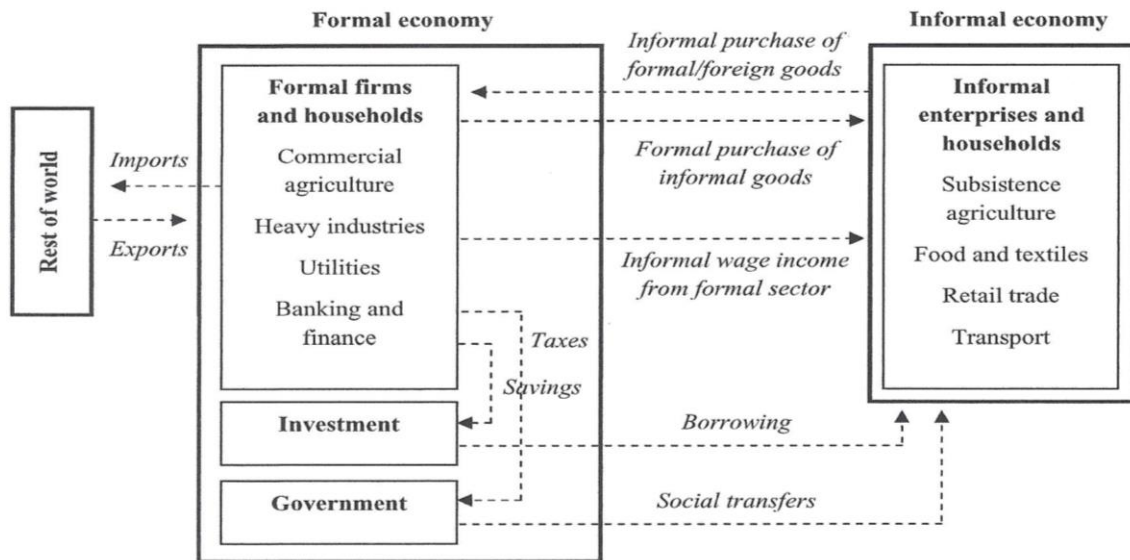 Formal economy
Informal economy
Informal purchase of
formal/foreign goods
Formal firms
and households
Commercial
agriculture
Heavy industries
Utilities
Banking and
finance
Informal
enterprises and
households
Subsistence
agriculture
Food and textiles
Retail trade
Transport
Rest of world
Imports
Exports
Formal purchase of
informal goods
Informal wage income
from formal sector
Taxes
Savings
Investment
Borrowing
Government
Social transfers